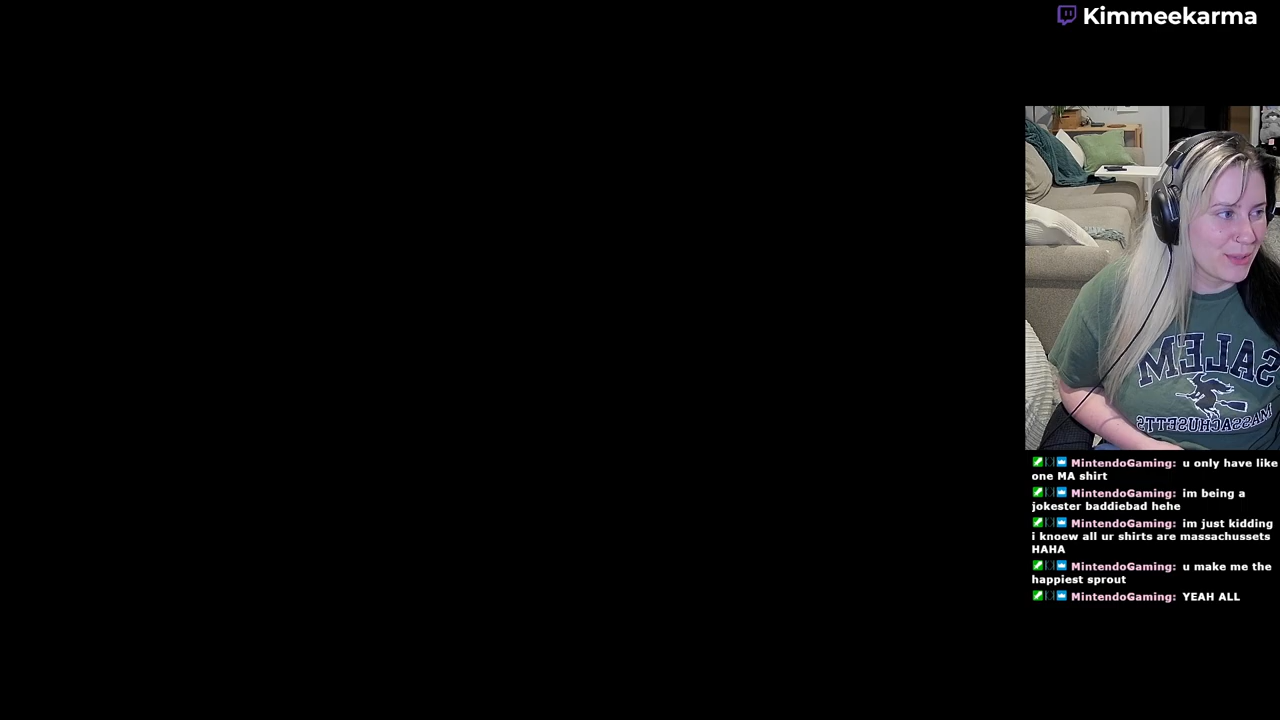 Kimmeekarma
SALEM
MASSACHUSETTS
MintendoGaming: u only have like
one MA shirt
MintendoGaming: im being a
jokester baddiebad hehe
MintendoGaming: im just kidding
i knoew all ur shirts are massachussets
HAHA
MintendoGaming: u make me the
happiest sprout
MintendoGaming: YEAH ALL